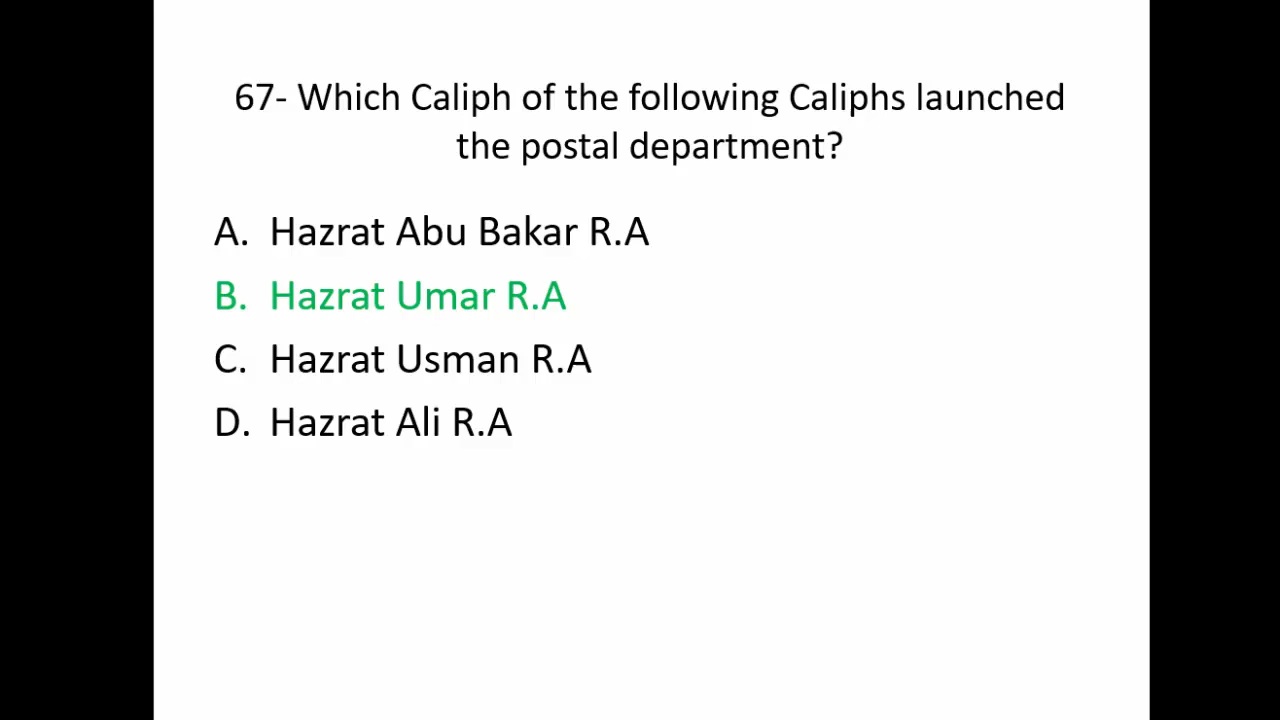 67- Which Caliph of the following Caliphs launched
the postal department?
A. Hazrat Abu Bakar R.A
B. Hazrat Umar R.A
C. Hazrat Usman R.A
D. Hazrat Ali R.A